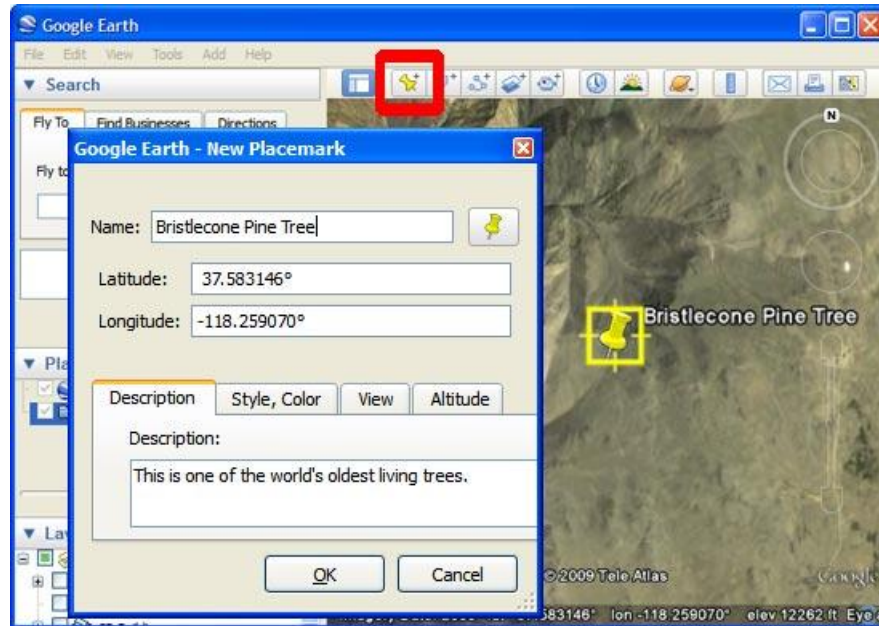 Google Earth
File Edit View Tools Add Help
Search
Fly To Find Businesses Directions
N
Google Earth - New Placemark
Name: Bristlecone Pine Tree
Latitude: 37.583146°
Longitude: -118.259070°
Bristlecone Pine Tree
Description Style, Color View Altitude
Description:
This is one of the world's oldest living trees.
OK Cancel
© 2009 Tele Atlas
Google
lon -118.259070° elev 12262 ft Eye